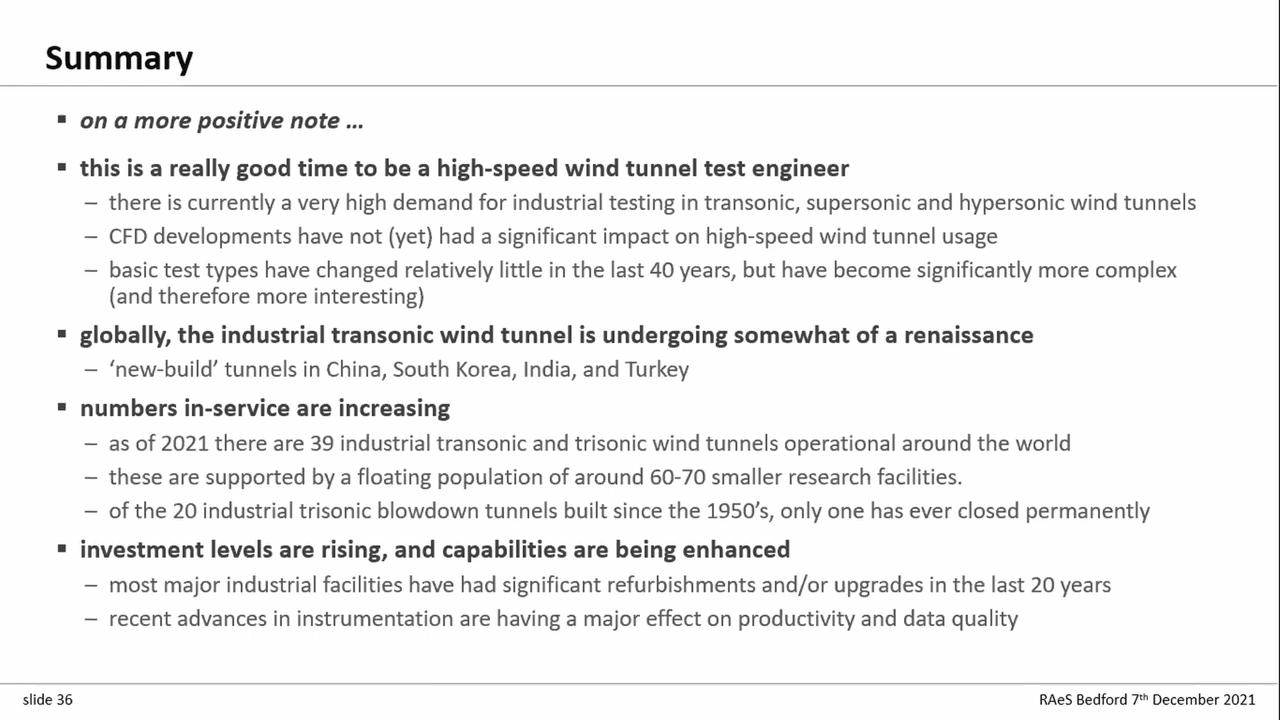 Summary
▪ on a more positive note …
▪ this is a really good time to be a high-speed wind tunnel test engineer
– there is currently a very high demand for industrial testing in transonic, supersonic and hypersonic wind tunnels
– CFD developments have not (yet) had a significant impact on high-speed wind tunnel usage
– basic test types have changed relatively little in the last 40 years, but have become significantly more complex
(and therefore more interesting)
▪ globally, the industrial transonic wind tunnel is undergoing somewhat of a renaissance
– ‘new-build’ tunnels in China, South Korea, India, and Turkey
▪ numbers in-service are increasing
– as of 2021 there are 39 industrial transonic and trisonic wind tunnels operational around the world
– these are supported by a floating population of around 60-70 smaller research facilities.
– of the 20 industrial trisonic blowdown tunnels built since the 1950’s, only one has ever closed permanently
▪ investment levels are rising, and capabilities are being enhanced
– most major industrial facilities have had significant refurbishments and/or upgrades in the last 20 years
– recent advances in instrumentation are having a major effect on productivity and data quality
slide 36
RAeS Bedford 7th December 2021